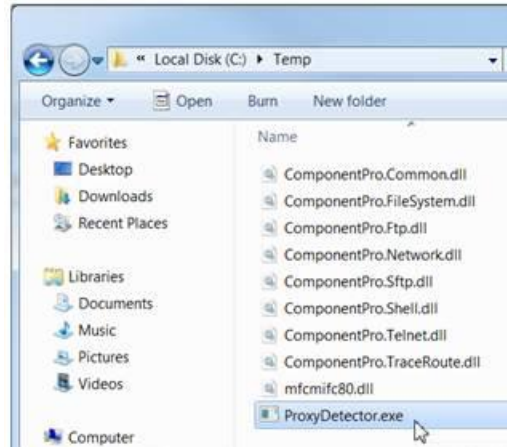 « Local Disk (C:) ▸ Temp
Organize Open Burn New folder
Favorites
Desktop
Downloads
Recent Places
Libraries
Documents
Music
Pictures
Videos
Computer
Name
ComponentPro.Common.dll
ComponentPro.FileSystem.dll
ComponentPro.Ftp.dll
ComponentPro.Network.dll
ComponentPro.Sftp.dll
ComponentPro.Shell.dll
ComponentPro.Telnet.dll
ComponentPro.TraceRoute.dll
mfcmifc80.dll
ProxyDetector.exe